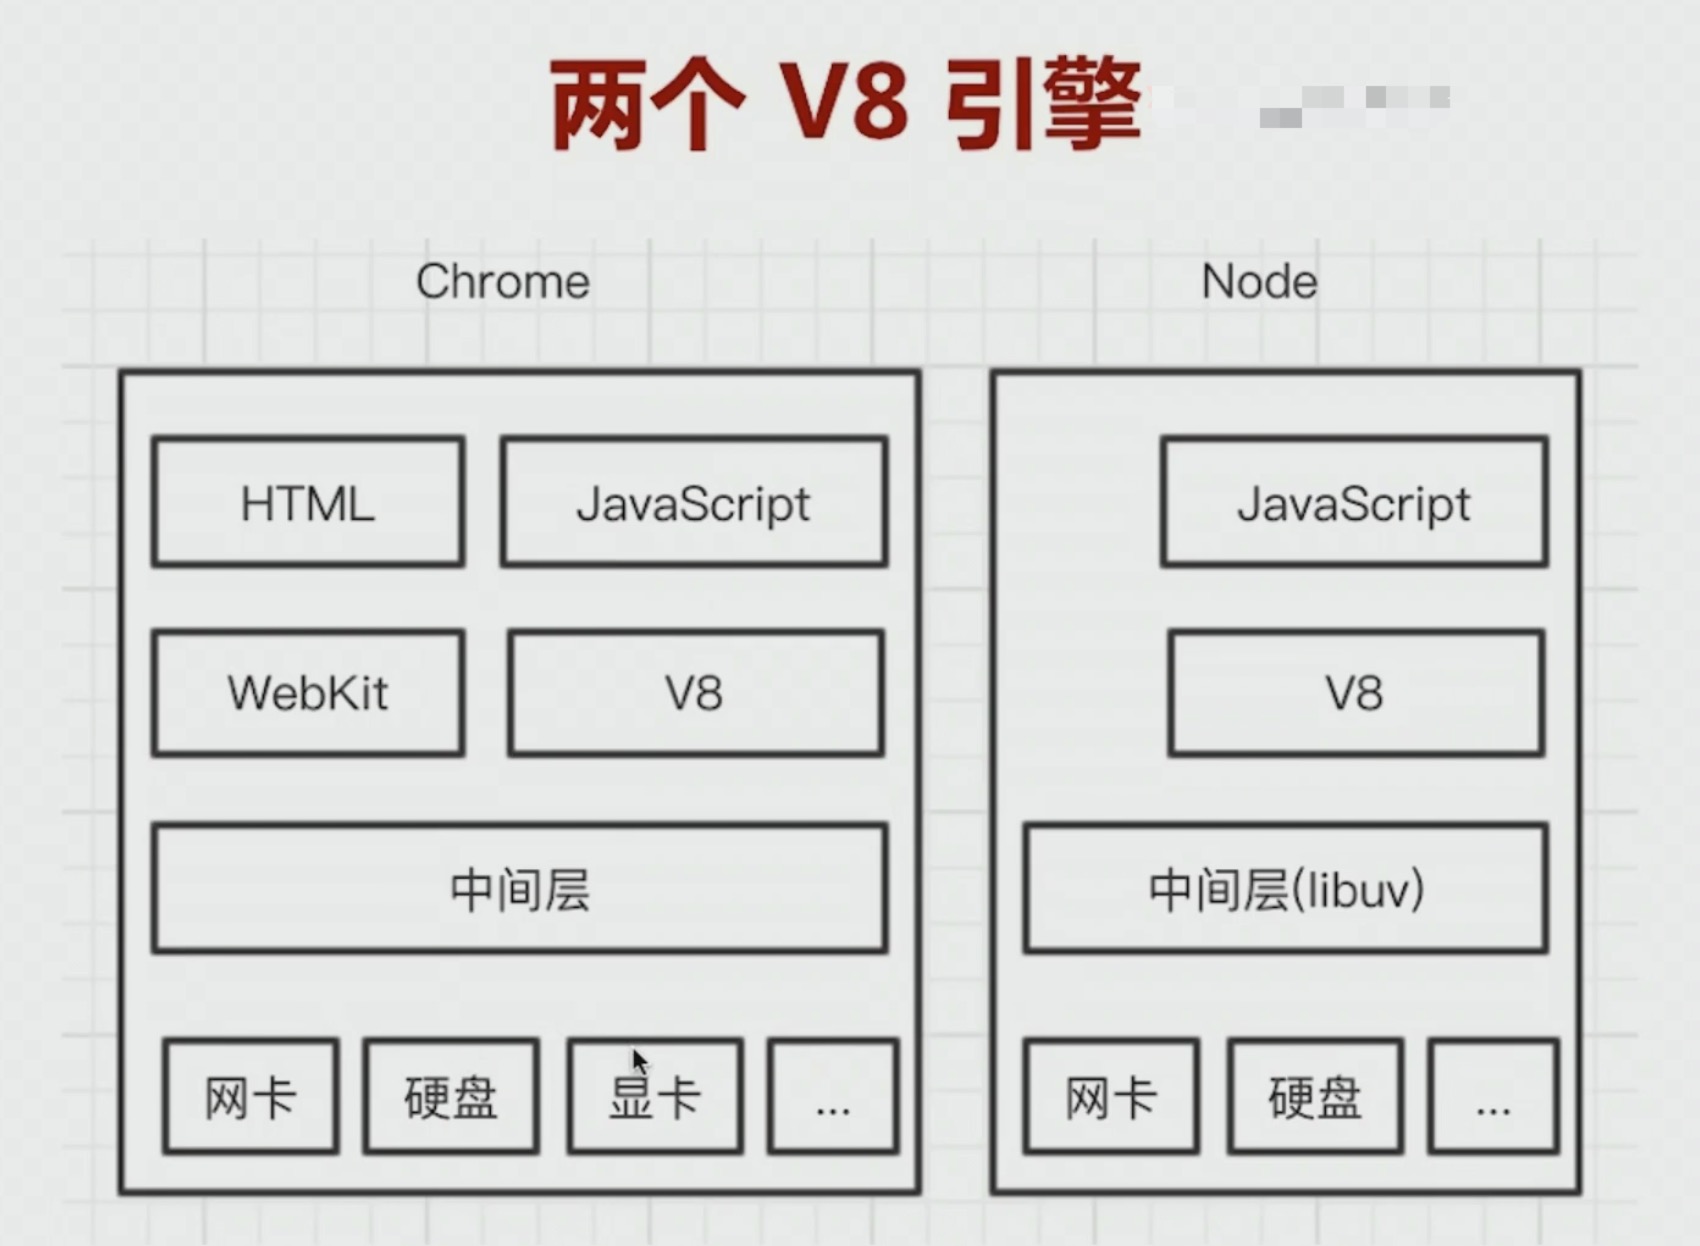 两个 V8 引擎
Chrome
Node
HTML
JavaScript
JavaScript
WebKit
V8
V8
中间层
中间层(libuv)
网卡
硬盘
显卡
...
网卡
硬盘
...